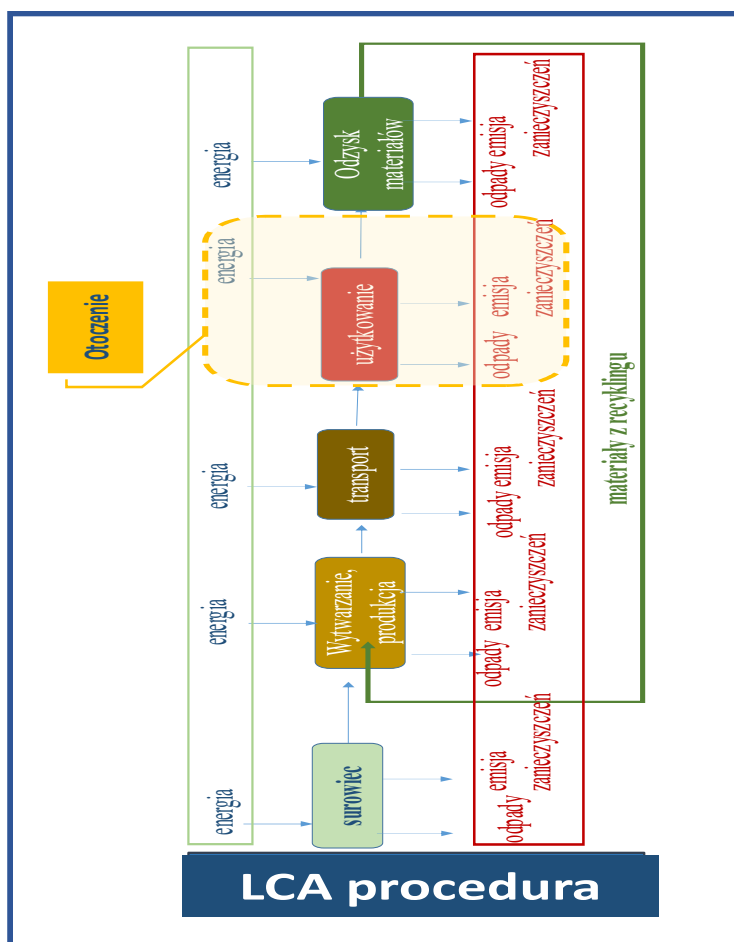 LCA procedura
energia
energia
energia
energia
energia
surowiec
Wytwarzanie,
produkcja
transport
użytkowanie
Odzysk
materiałów
odpady emisja
zanieczyszczeń
odpady emisja
zanieczyszczeń
odpady emisja
zanieczyszczeń
odpady emisja
zanieczyszczeń
odpady emisja
zanieczyszczeń
materiały z recyklingu
Otoczenie